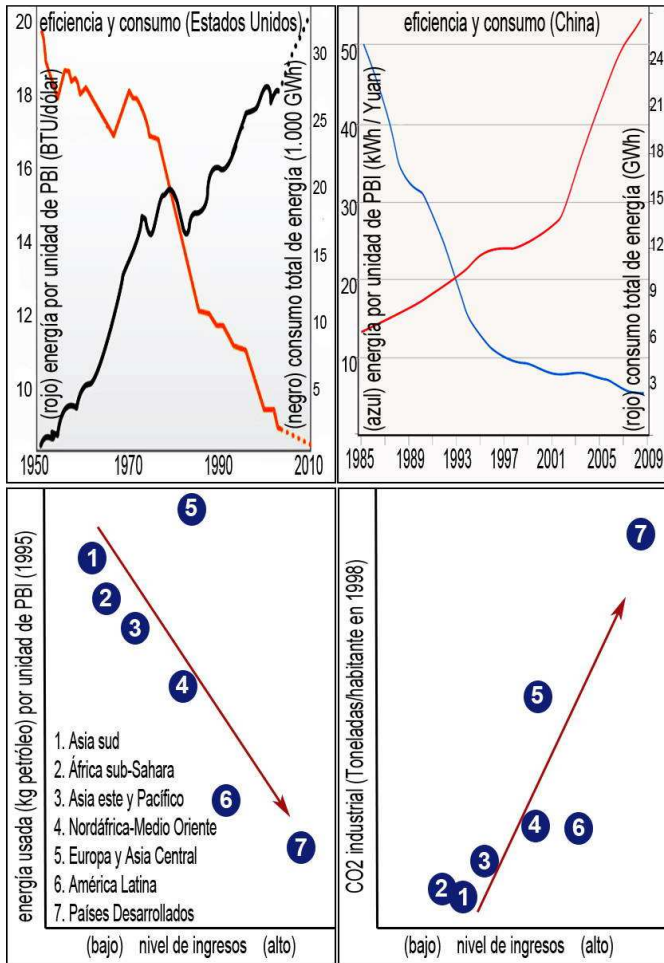 eficiencia y consumo (Estados Unidos)
(rojo) energía por unidad de PBI (BTU/dólar)
20
18
16
14
12
10
(negro) consumo total de energía (1.000 GWh)
30
25
20
15
10
5
1950 1970 1990 2010
eficiencia y consumo (China)
(azul) energía por unidad de PBI (kWh / Yuan)
50
40
30
20
10
(rojo) consumo total de energía (GWh)
24
21
18
15
12
9
6
3
1985 1989 1993 1997 2001 2005 2009
energía usada (kg petróleo) por unidad de PBI (1995)
5
1
2
3
4
6
7
1. Asia sud
2. África sub-Sahara
3. Asia este y Pacífico
4. Nordáfrica-Medio Oriente
5. Europa y Asia Central
6. América Latina
7. Países Desarrollados
(bajo) nivel de ingresos (alto)
CO2 industrial (Toneladas/habitante en 1998)
7
5
4
6
3
2
1
(bajo) nivel de ingresos (alto)